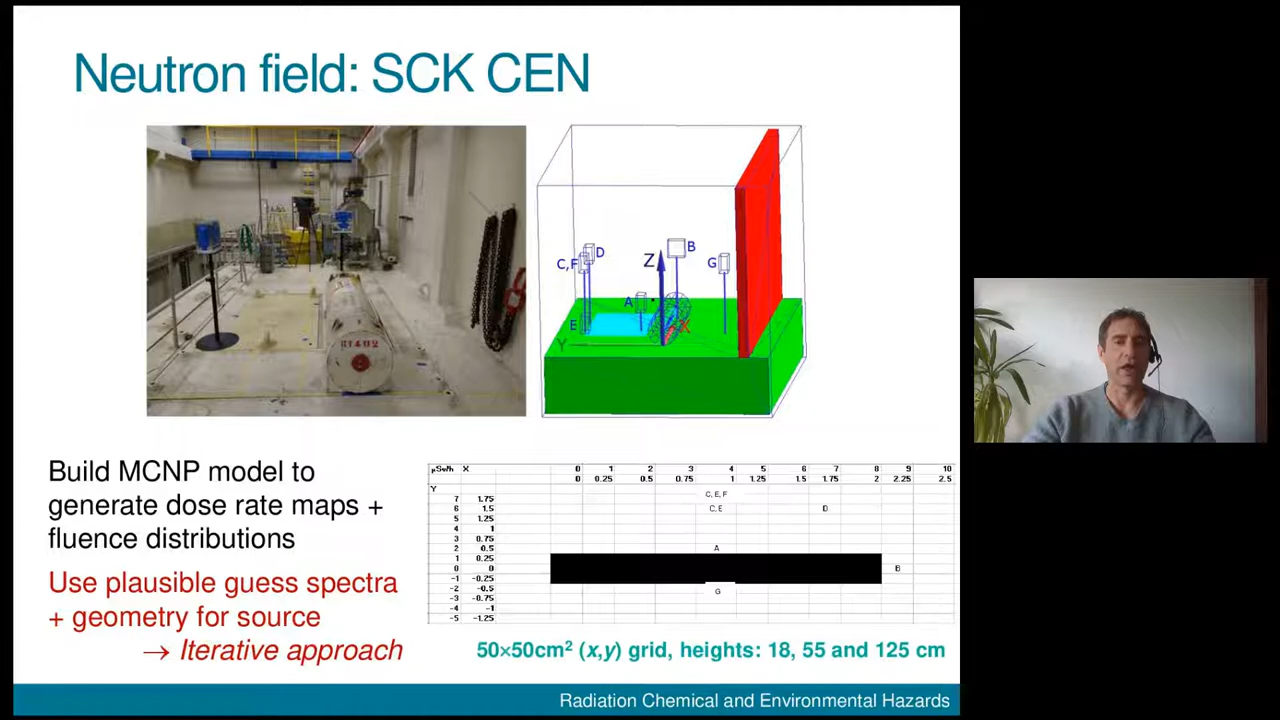 Neutron field: SCK CEN
R1402
C,F
D
E
A
Z
B
G
X
Y
Build MCNP model to
generate dose rate maps +
fluence distributions
Use plausible guess spectra
+ geometry for source
→ Iterative approach
µSv/h X 0 1 2 3 4 5 6 7 8 9 10
0 0.25 0.5 0.75 1 1.25 1.5 1.75 2 2.25 2.5
Y
7 1.75 C, E, F
6 1.5 C, E D
5 1.25
4 1
3 0.75
2 0.5 A
1 0.25
0 0 B
-1 -0.25
-2 -0.5 G
-3 -0.75
-4 -1
-5 -1.25
50×50cm² (x,y) grid, heights: 18, 55 and 125 cm
Radiation Chemical and Environmental Hazards